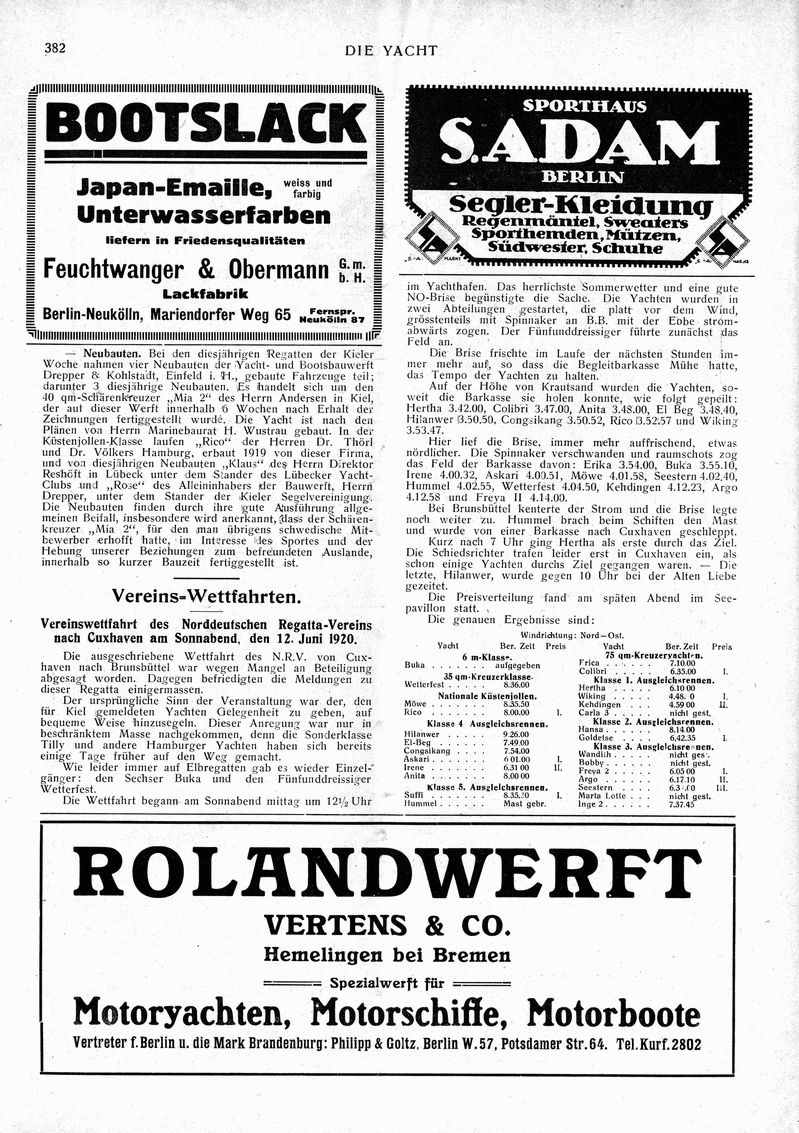 382
DIE YACHT
BOOTSLACK
Japan-Emaille, weiss und farbig
Unterwasserfarben
liefern in Friedensqualitäten
Feuchtwanger & Obermann G. m. b. H.
Lackfabrik
Berlin-Neukölln, Mariendorfer Weg 65 Fernspr. Neukölln 87
— Neubauten. Bei den diesjährigen Regatten der Kieler
Woche nahmen vier Neubauten der Yacht- und Bootsbauwerft
Drepper & Kohlstadt, Einfeld i. H., gebaute Fahrzeuge teil;
darunter 3 diesjährige Neubauten. Es handelt sich um den
40 qm-Schärenkreuzer „Mia 2“ des Herrn Andersen in Kiel,
der auf dieser Werft innerhalb 6 Wochen nach Erhalt der
Zeichnungen fertiggestellt wurde. Die Yacht ist nach den
Plänen von Herrn Marinebaurat H. Wustrau gebaut. In der
Küstenjollen-Klasse laufen „Rico“ der Herren Dr. Thörl
und Dr. Völkers Hamburg, erbaut 1919 von dieser Firma,
und von diesjährigen Neubauten „Klaus“ des Herrn Direktor
Reshöft in Lübeck unter dem Stander des Lübecker Yacht-
Clubs und „Rose“ des Alleininhabers der Bauwerft, Herrn
Drepper, unter dem Stander der Kieler Segelvereinigung.
Die Neubauten finden durch ihre gute Ausführung allge-
meinen Beifall, insbesondere wird anerkannt, dass der Schären-
kreuzer „Mia 2“, für den man übrigens schwedische Mit-
bewerber erhofft hatte, im Interesse des Sportes und der
Hebung unserer Beziehungen zum befreundeten Auslande,
innerhalb so kurzer Bauzeit fertiggestellt ist.
Vereins-Wettfahrten.
Vereinswettfahrt des Norddeutschen Regatta-Vereins
nach Cuxhaven am Sonnabend, den 12. Juni 1920.
Die ausgeschriebene Wettfahrt des N.R.V. von Cux-
haven nach Brunsbüttel war wegen Mangel an Beteiligung
abgesagt worden. Dagegen befriedigten die Meldungen zu
dieser Regatta einigermassen.
Der ursprüngliche Sinn der Veranstaltung war der, den
für Kiel gemeldeten Yachten Gelegenheit zu geben, auf
bequeme Weise hinzusegeln. Dieser Anregung war nur in
beschränktem Masse nachgekommen, denn die Sonderklasse
Tilly und andere Hamburger Yachten haben sich bereits
einige Tage früher auf den Weg gemacht.
Wie leider immer auf Elbregatten gab es wieder Einzel-
gänger: den Sechser Buka und den Fünfunddreissiger
Wetterfest.
Die Wettfahrt begann am Sonnabend mittag um 12½ Uhr
SPORTHAUS
S. ADAM
BERLIN
Segler-Kleidung
Regenmäntel, Sweaters
Sporthemden, Mützen,
Südwester, Schuhe
im Yachthafen. Das herrlichste Sommerwetter und eine gute
NO-Brise begünstigte die Sache. Die Yachten wurden in
zwei Abteilungen gestartet, die platt vor dem Wind,
grösstenteils mit Spinnaker an B.B. mit der Ebbe strom-
abwärts zogen. Der Fünfunddreissiger führte zunächst das
Feld an.
Die Brise frischte im Laufe der nächsten Stunden im-
mer mehr auf, so dass die Begleitbarkasse Mühe hatte,
das Tempo der Yachten zu halten.
Auf der Höhe von Krautsand wurden die Yachten, so-
weit die Barkasse sie holen konnte, wie folgt gepeilt:
Hertha 3.42.00, Colibri 3.47.00, Anita 3.48.00, El Beg 3.48.40,
Hilanwer 3.50.50, Congsikang 3.50.52, Rico 3.52.57 und Wiking
3.53.47.
Hier lief die Brise, immer mehr auffrischend, etwas
nördlicher. Die Spinnaker verschwanden und raumschots zog
das Feld der Barkasse davon: Erika 3.54.00, Buka 3.55.10,
Irene 4.00.32, Askari 4.00.51, Möwe 4.01.58, Seestern 4.02.40,
Hummel 4.02.55, Wetterfest 4.04.50, Kehdingen 4.12.23, Argo
4.12.58 und Freya II 4.14.00.
Bei Brunsbüttel kenterte der Strom und die Brise legte
noch weiter zu. Hummel brach beim Schiften den Mast
und wurde von einer Barkasse nach Cuxhaven geschleppt.
Kurz nach 7 Uhr ging Hertha als erste durch das Ziel.
Die Schiedsrichter trafen leider erst in Cuxhaven ein, als
schon einige Yachten durchs Ziel gegangen waren. — Die
letzte, Hilanwer, wurde gegen 10 Uhr bei der Alten Liebe
gezeitet.
Die Preisverteilung fand am späten Abend im See-
pavillon statt.
Die genauen Ergebnisse sind:
Windrichtung: Nord—Ost.
Yacht Ber. Zeit Preis
6 m-Klasse.
Buka . . . . . . . aufgegeben
35 qm-Kreuzerklasse.
Wetterfest . . . . . . 8.36.00
Nationale Küstenjollen.
Möwe . . . . . . . 8.35.50
Rico . . . . . . . 8.00.00 I.
Klasse 4 Ausgleichsrennen.
Hilanwer . . . . . . 9.26.00
El-Beg . . . . . . . 7.49.00
Congsikang . . . . . 7.54.00
Askari . . . . . . . 6 01.00 I.
Irene . . . . . . . 6.31 00 II.
Anita . . . . . . . 8.00 00
Klasse 5. Ausgleichsrennen.
Suffi . . . . . . . I.
Hummel . . . . . . Mast gebr.
Yacht Ber. Zeit Preis
75 qm-Kreuzeryachten.
Frica . . . . . . 7.10.00
Colibri . . . . . 6.35.00 I.
Klasse 1. Ausgleichsrennen.
Hertha . . . . . 6.10 00
Wiking . . . . . I.
Kehdingen . . . 4.59 00 II.
Carla 3 . . . . . nicht gest.
Klasse 2. Ausgleichsrennen.
Hansa . . . . . . 8.14.00
Goldetse . . . . 6.42.35 I.
Klasse 3. Ausgleichsrennen.
Wandlih . . . . . nicht gest.
Bobby . . . . . . nicht gest.
Freya 2 . . . . . 6.05 00 I.
Argo . . . . . . 6.17.10 II.
Seestern . . . . III.
Marta Lotte . . . nicht gest.
Inge 2 . . . . . 7.37.45
ROLANDWERFT
VERTENS & CO.
Hemelingen bei Bremen
Spezialwerft für
Motoryachten, Motorschiffe, Motorboote
Vertreter f. Berlin u. die Mark Brandenburg: Philipp & Goltz, Berlin W. 57, Potsdamer Str. 64. Tel. Kurf. 2802